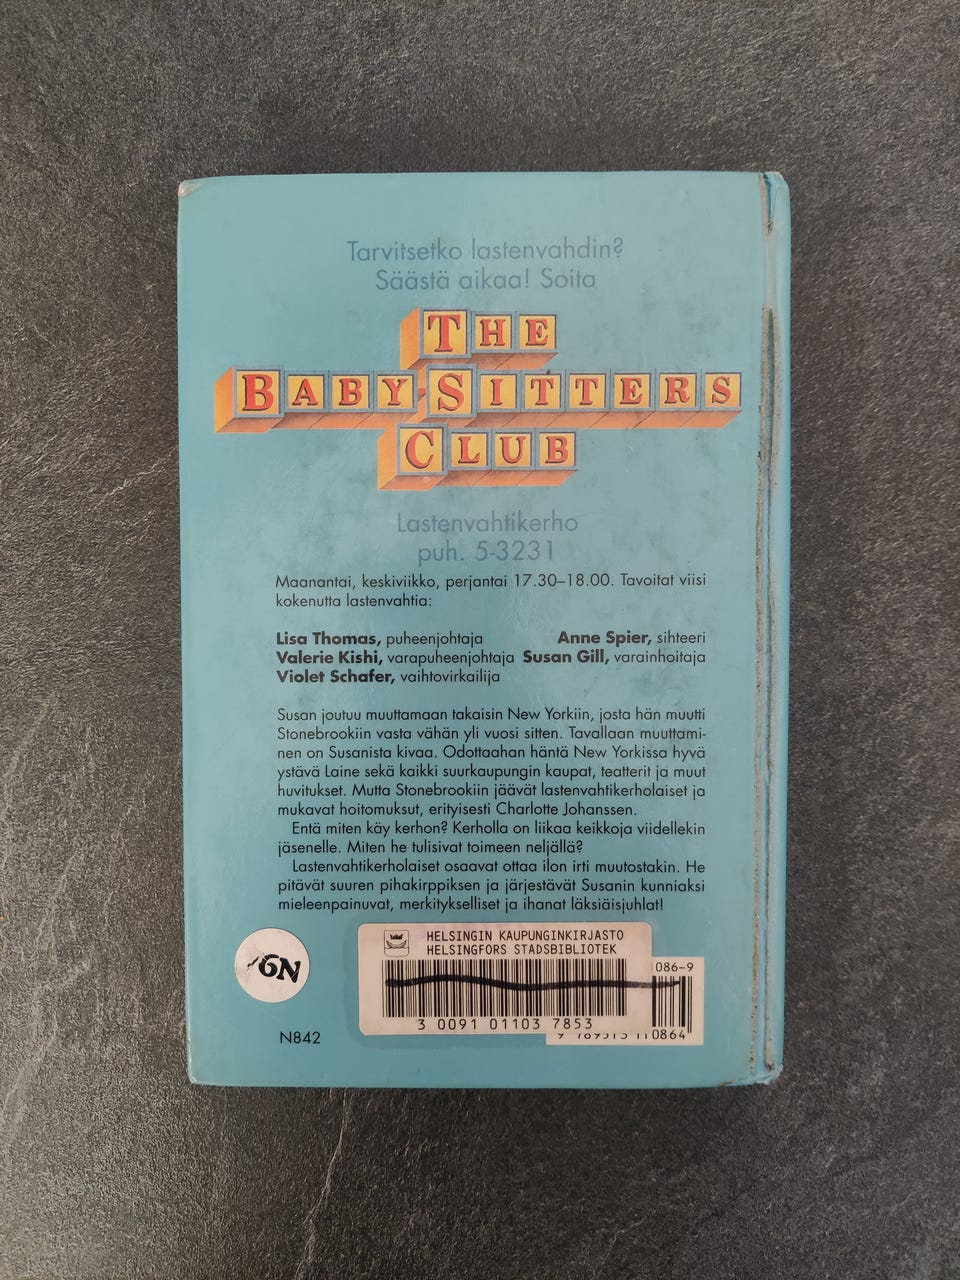 Tarvitsetko lastenvahdin?
Säästä aikaa! Soita
THE
BABY-SITTERS
CLUB
Lastenvahtikerho
puh. 5-3231
Maanantai, keskiviikko, perjantai 17.30–18.00. Tavoitat viisi
kokenutta lastenvahtia:
Lisa Thomas, puheenjohtaja Anne Spier, sihteeri
Valerie Kishi, varapuheenjohtaja Susan Gill, varainhoitaja
Violet Schafer, vaihtovirkailija
Susan joutuu muuttamaan takaisin New Yorkiin, josta hän muutti
Stonebrookiin vasta vähän yli vuosi sitten. Tavallaan muuttami-
nen on Susanista kivaa. Odottaahan häntä New Yorkissa hyvä
ystävä Laine sekä kaikki suurkaupungin kaupat, teatterit ja muut
huvitukset. Mutta Stonebrookiin jäävät lastenvahtikerholaiset ja
mukavat hoitomuksut, erityisesti Charlotte Johanssen.
Entä miten käy kerhon? Kerholla on liikaa keikkoja viidellekin
jäsenelle. Miten he tulisivat toimeen neljällä?
Lastenvahtikerholaiset osaavat ottaa ilon irti muutostakin. He
pitävät suuren pihakirppiksen ja järjestävät Susanin kunniaksi
mieleenpainuvat, merkitykselliset ja ihanat läksiäisjuhlat!
HELSINGIN KAUPUNGINKIRJASTO
HELSINGFORS STADSBIBLIOTEK
086-9
3 0091 01103 7853
9 789513 110864
N842